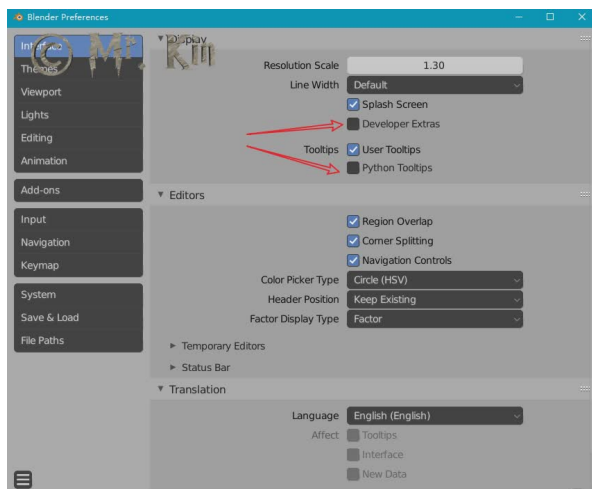 Blender Preferences
© Mr. Kin
Interface
Themes
Viewport
Lights
Editing
Animation
Add-ons
Input
Navigation
Keymap
System
Save & Load
File Paths
Display
Resolution Scale 1.30
Line Width Default
Splash Screen
Developer Extras
Tooltips User Tooltips
Python Tooltips
Editors
Region Overlap
Corner Splitting
Navigation Controls
Color Picker Type Circle (HSV)
Header Position Keep Existing
Factor Display Type Factor
Temporary Editors
Status Bar
Translation
Language English (English)
Affect Tooltips
Interface
New Data